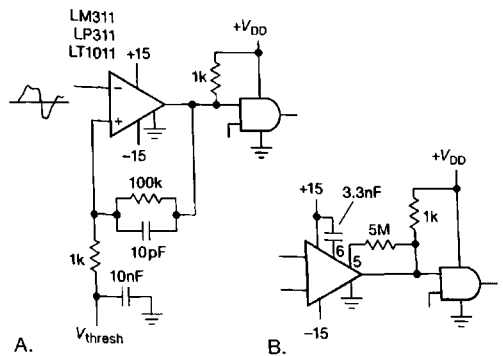 LM311
LP311
LT1011
+15
+V_DD
1k
−
+
−15
100k
10pF
1k
10nF
V_thresh
A.
+15
3.3nF
+V_DD
6
5
5M
1k
−15
B.